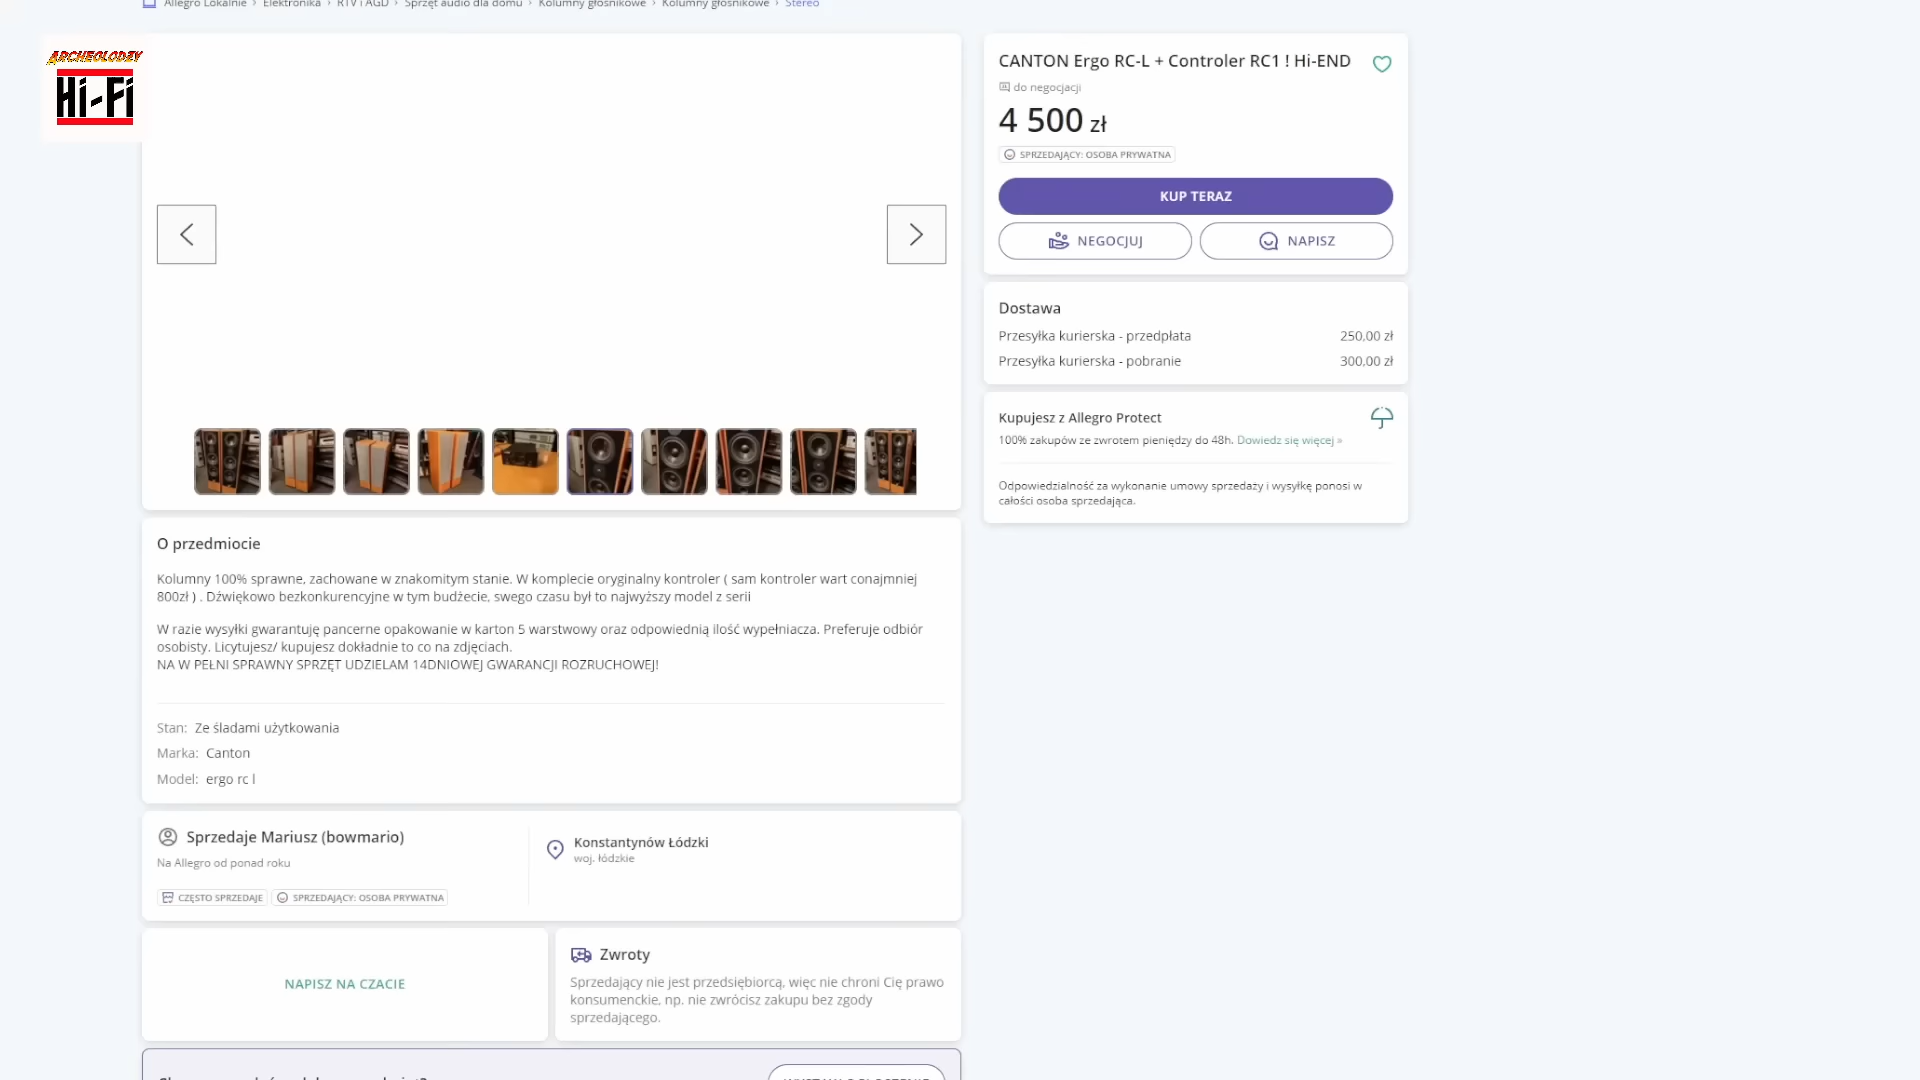 Allegro Lokalnie › Elektronika › RTV i AGD › Sprzęt audio dla domu › Kolumny głośnikowe › Kolumny głośnikowe › Stereo
ARCHEOLODZY
Hi-Fi
CANTON Ergo RC-L + Controler RC1 ! Hi-END
do negocjacji
4 500 zł
SPRZEDAJĄCY: OSOBA PRYWATNA
KUP TERAZ
NEGOCJUJ
NAPISZ
Dostawa
Przesyłka kurierska - przedpłata 250,00 zł
Przesyłka kurierska - pobranie 300,00 zł
Kupujesz z Allegro Protect
100% zakupów ze zwrotem pieniędzy do 48h. Dowiedz się więcej »
Odpowiedzialność za wykonanie umowy sprzedaży i wysyłkę ponosi w
całości osoba sprzedająca.
O przedmiocie
Kolumny 100% sprawne, zachowane w znakomitym stanie. W komplecie oryginalny kontroler ( sam kontroler wart conajmniej
800zł ) . Dźwiękowo bezkonkurencyjne w tym budżecie, swego czasu był to najwyższy model z serii
W razie wysyłki gwarantuję pancerne opakowanie w karton 5 warstwowy oraz odpowiednią ilość wypełniacza. Preferuje odbiór
osobisty. Licytujesz/ kupujesz dokładnie to co na zdjęciach.
NA W PEŁNI SPRAWNY SPRZĘT UDZIELAM 14DNIOWEJ GWARANCJI ROZRUCHOWEJ!
Stan: Ze śladami użytkowania
Marka: Canton
Model: ergo rc l
Sprzedaje Mariusz (bowmario)
Na Allegro od ponad roku
CZĘSTO SPRZEDAJE
SPRZEDAJĄCY: OSOBA PRYWATNA
Konstantynów Łódzki
woj. łódzkie
NAPISZ NA CZACIE
Zwroty
Sprzedający nie jest przedsiębiorcą, więc nie chroni Cię prawo
konsumenckie, np. nie zwrócisz zakupu bez zgody
sprzedającego.